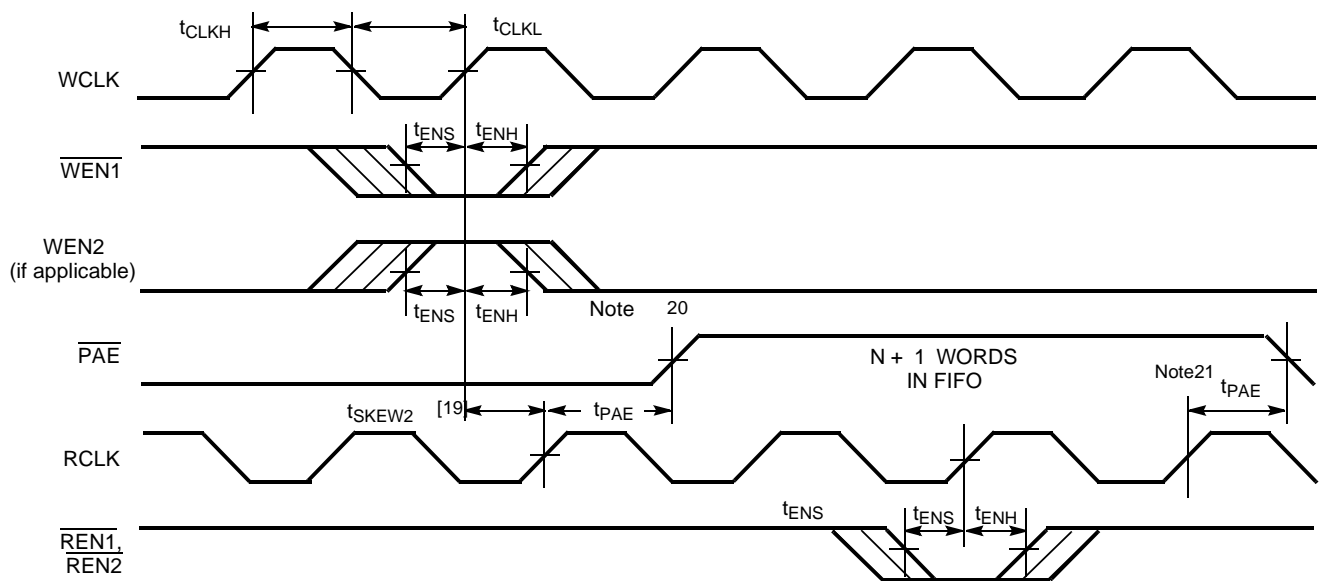 tCLKH
tCLKL
WCLK
tENS
tENH
WEN1
WEN2
(if applicable)
tENS
tENH
Note 20
PAE
N + 1 WORDS
IN FIFO
Note21
tPAE
tSKEW2
[19]
tPAE
RCLK
tENS
tENS
tENH
REN1,
REN2